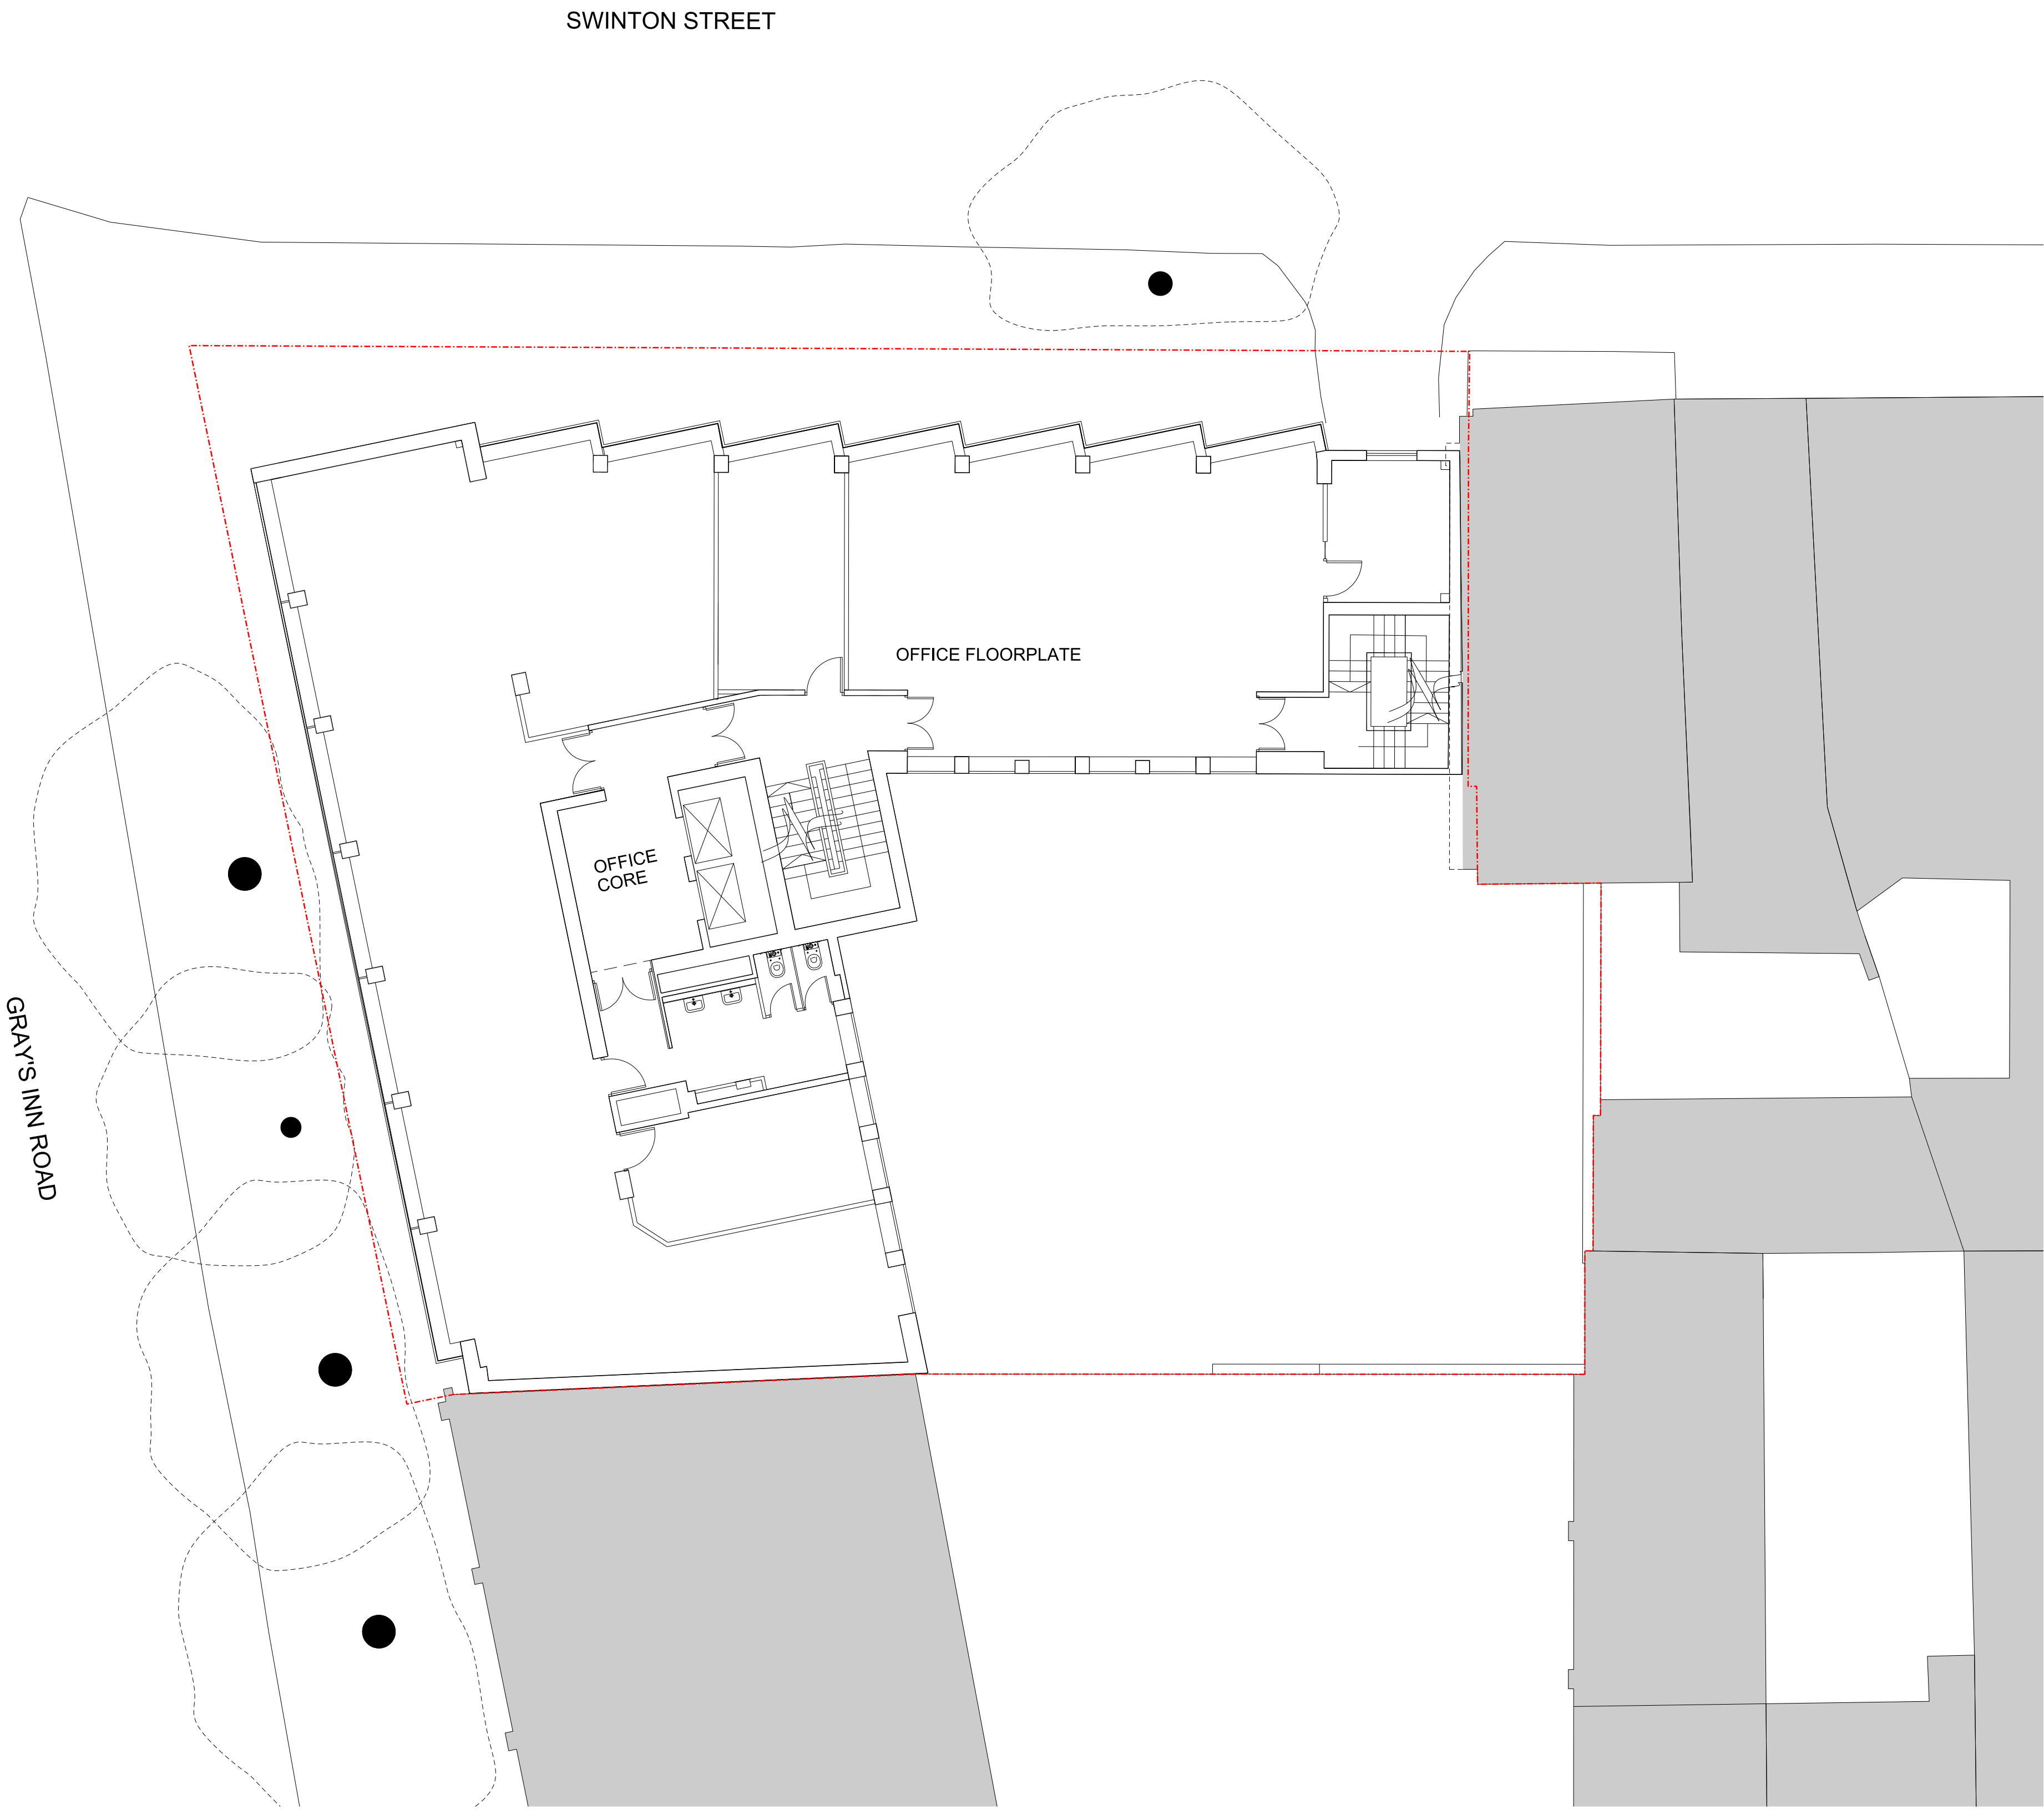 SWINTON STREET
OFFICE FLOORPLATE
OFFICE
CORE
GRAY'S INN ROAD